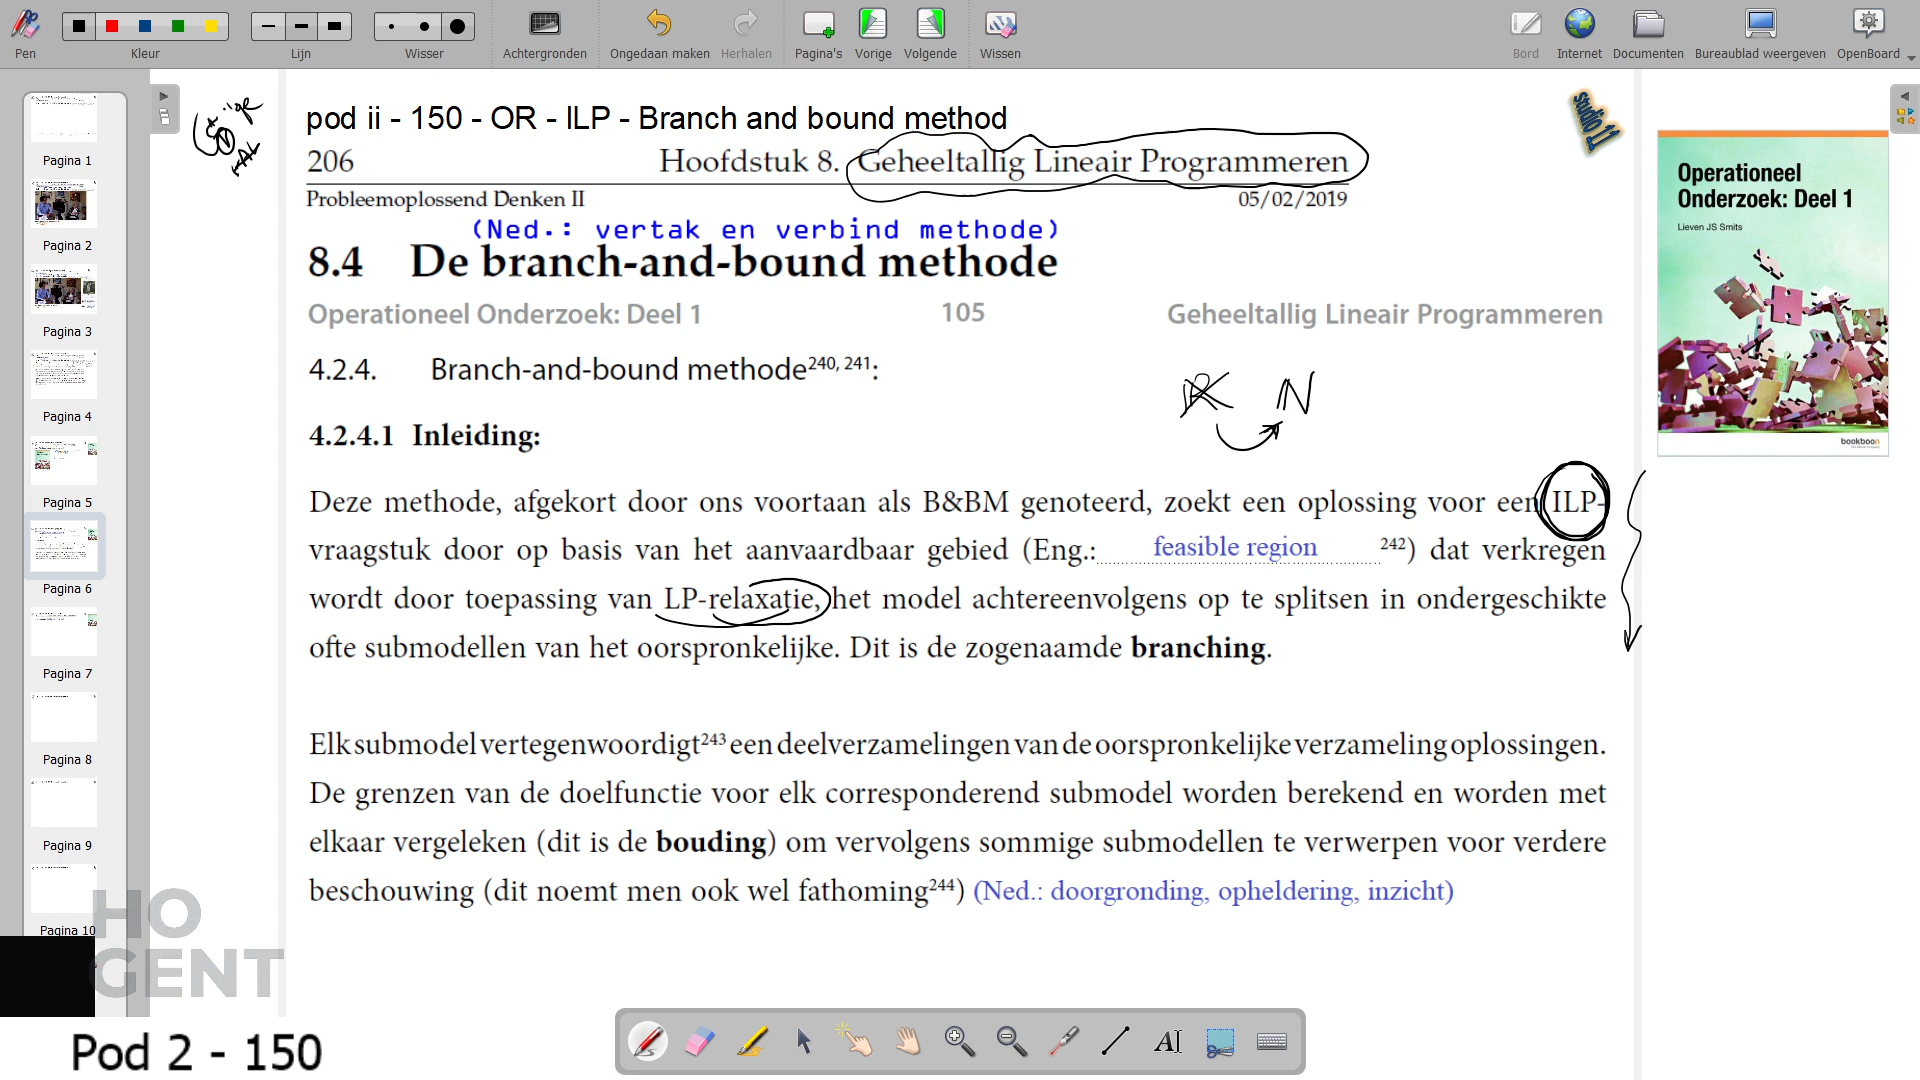 Pen
Kleur
Lijn
Wisser
Achtergronden
Ongedaan maken
Herhalen
Pagina's
Vorige
Volgende
Wissen
Bord
Internet
Documenten
Bureaublad weergeven
OpenBoard
Pagina 1
Pagina 2
Pagina 3
Pagina 4
Pagina 5
Pagina 6
Pagina 7
Pagina 8
Pagina 9
Pagina 10
pod ii - 150 - OR - ILP - Branch and bound method
206 Hoofdstuk 8. Geheeltallig Lineair Programmeren
Probleemoplossend Denken II 05/02/2019
(Ned.: vertak en verbind methode)
8.4 De branch-and-bound methode
Operationeel Onderzoek: Deel 1 105 Geheeltallig Lineair Programmeren
4.2.4. Branch-and-bound methode240, 241:
R N
4.2.4.1 Inleiding:
Deze methode, afgekort door ons voortaan als B&BM genoteerd, zoekt een oplossing voor een ILP-
vraagstuk door op basis van het aanvaardbaar gebied (Eng.: feasible region 242) dat verkregen
wordt door toepassing van LP-relaxatie, het model achtereenvolgens op te splitsen in ondergeschikte
ofte submodellen van het oorspronkelijke. Dit is de zogenaamde branching.
Elk submodel vertegenwoordigt243 een deelverzamelingen van de oorspronkelijke verzameling oplossingen.
De grenzen van de doelfunctie voor elk corresponderend submodel worden berekend en worden met
elkaar vergeleken (dit is de bouding) om vervolgens sommige submodellen te verwerpen voor verdere
beschouwing (dit noemt men ook wel fathoming244) (Ned.: doorgronding, opheldering, inzicht)
studio 11
Operationeel
Onderzoek: Deel 1
Lieven JS Smits
bookboon
HO
GENT
Pod 2 - 150